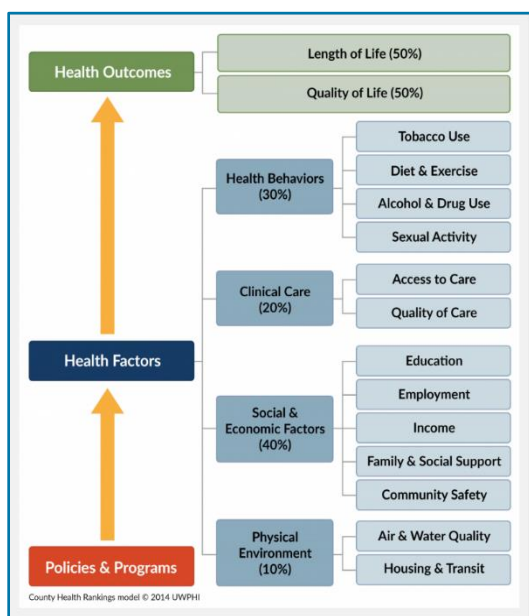 Health Outcomes
Length of Life (50%)
Quality of Life (50%)
Health Behaviors
(30%)
Tobacco Use
Diet & Exercise
Alcohol & Drug Use
Sexual Activity
Clinical Care
(20%)
Access to Care
Quality of Care
Health Factors
Social &
Economic Factors
(40%)
Education
Employment
Income
Family & Social Support
Community Safety
Physical
Environment
(10%)
Air & Water Quality
Housing & Transit
Policies & Programs
County Health Rankings model © 2014 UWPHI